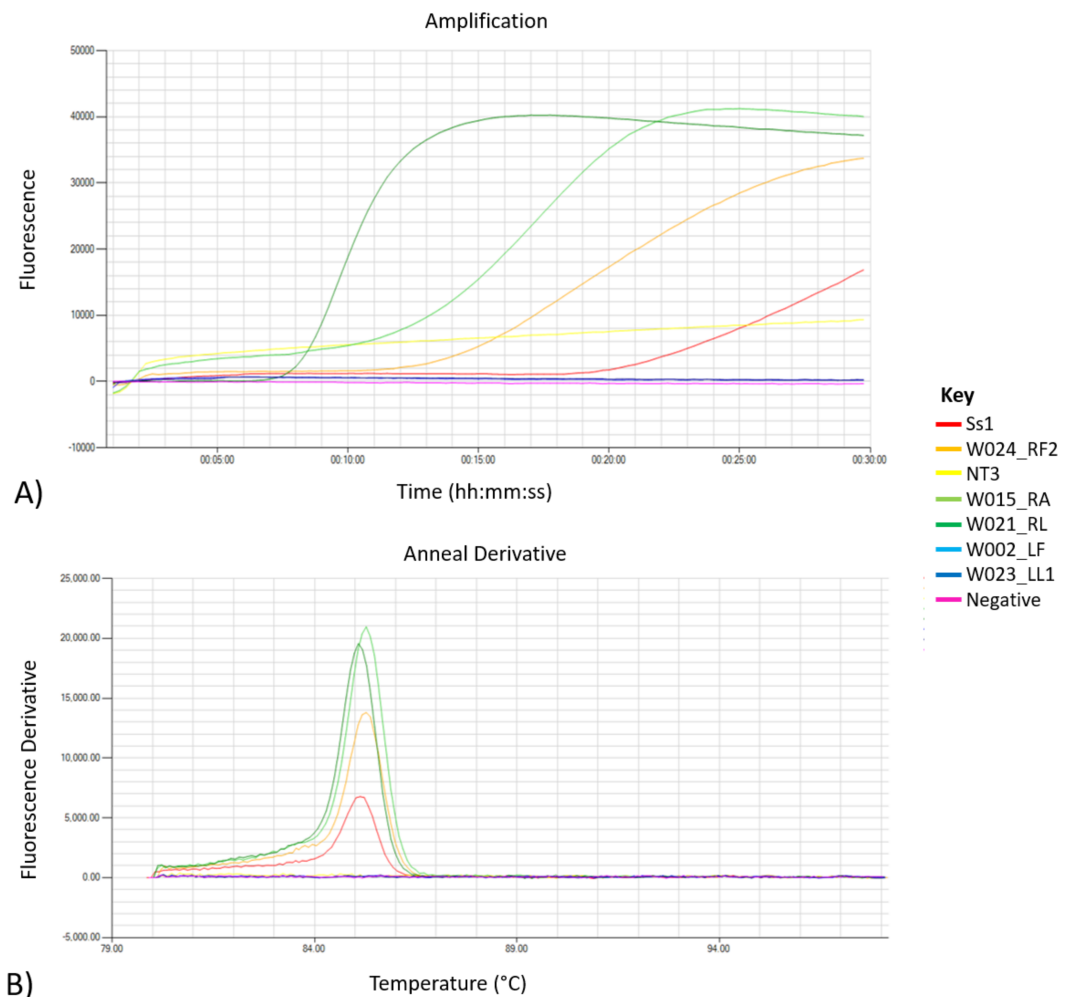 Amplification
50000
40000
30000
20000
10000
0
-10000
Fluorescence
00:05:00 00:10:00 00:15:00 00:20:00 00:25:00 00:30:00
Time (hh:mm:ss)
A)
Key
Ss1
W024_RF2
NT3
W015_RA
W021_RL
W002_LF
W023_LL1
Negative
Anneal Derivative
25,000.00
20,000.00
15,000.00
10,000.00
5,000.00
0.00
-5,000.00
Fluorescence Derivative
79.00 84.00 89.00 94.00
Temperature (°C)
B)